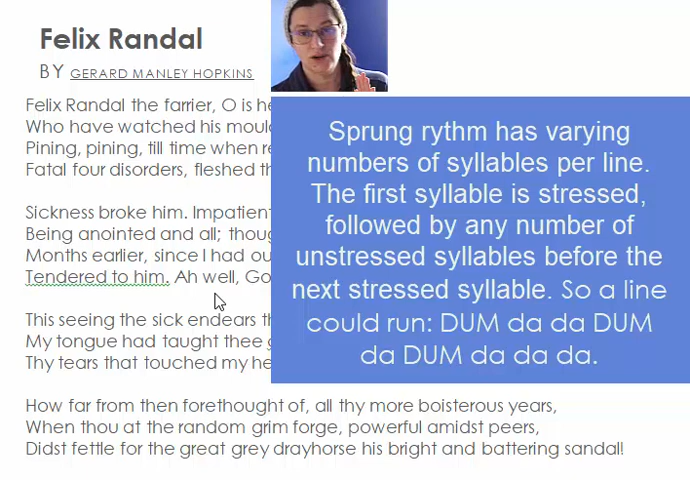 Felix Randal
BY GERARD MANLEY HOPKINS
Felix Randal the farrier, O is he
Who have watched his moul
Pining, pining, till time when re
Fatal four disorders, fleshed th
Sickness broke him. Impatient
Being anointed and all; thoug
Months earlier, since I had ou
Tendered to him. Ah well, Go
This seeing the sick endears th
My tongue had taught thee
Thy tears that touched my he
How far from then forethought of, all thy more boisterous years,
When thou at the random grim forge, powerful amidst peers,
Didst fettle for the great grey drayhorse his bright and battering sandal!
Sprung rythm has varying
numbers of syllables per line.
The first syllable is stressed,
followed by any number of
unstressed syllables before the
next stressed syllable. So a line
could run: DUM da da DUM
da DUM da da da.